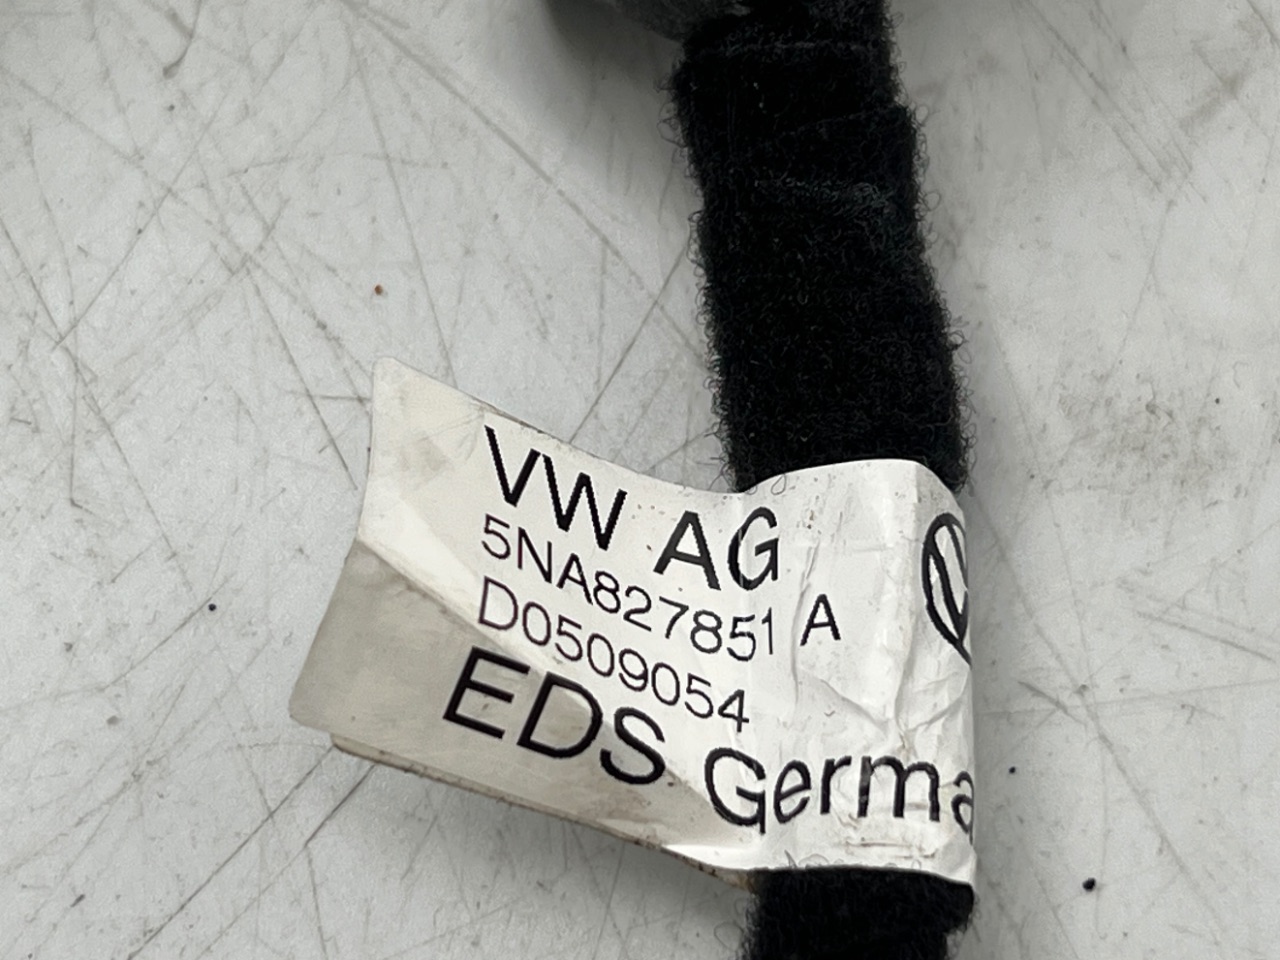 VW AG
5NA827851 A
D0509054
EDS Germa